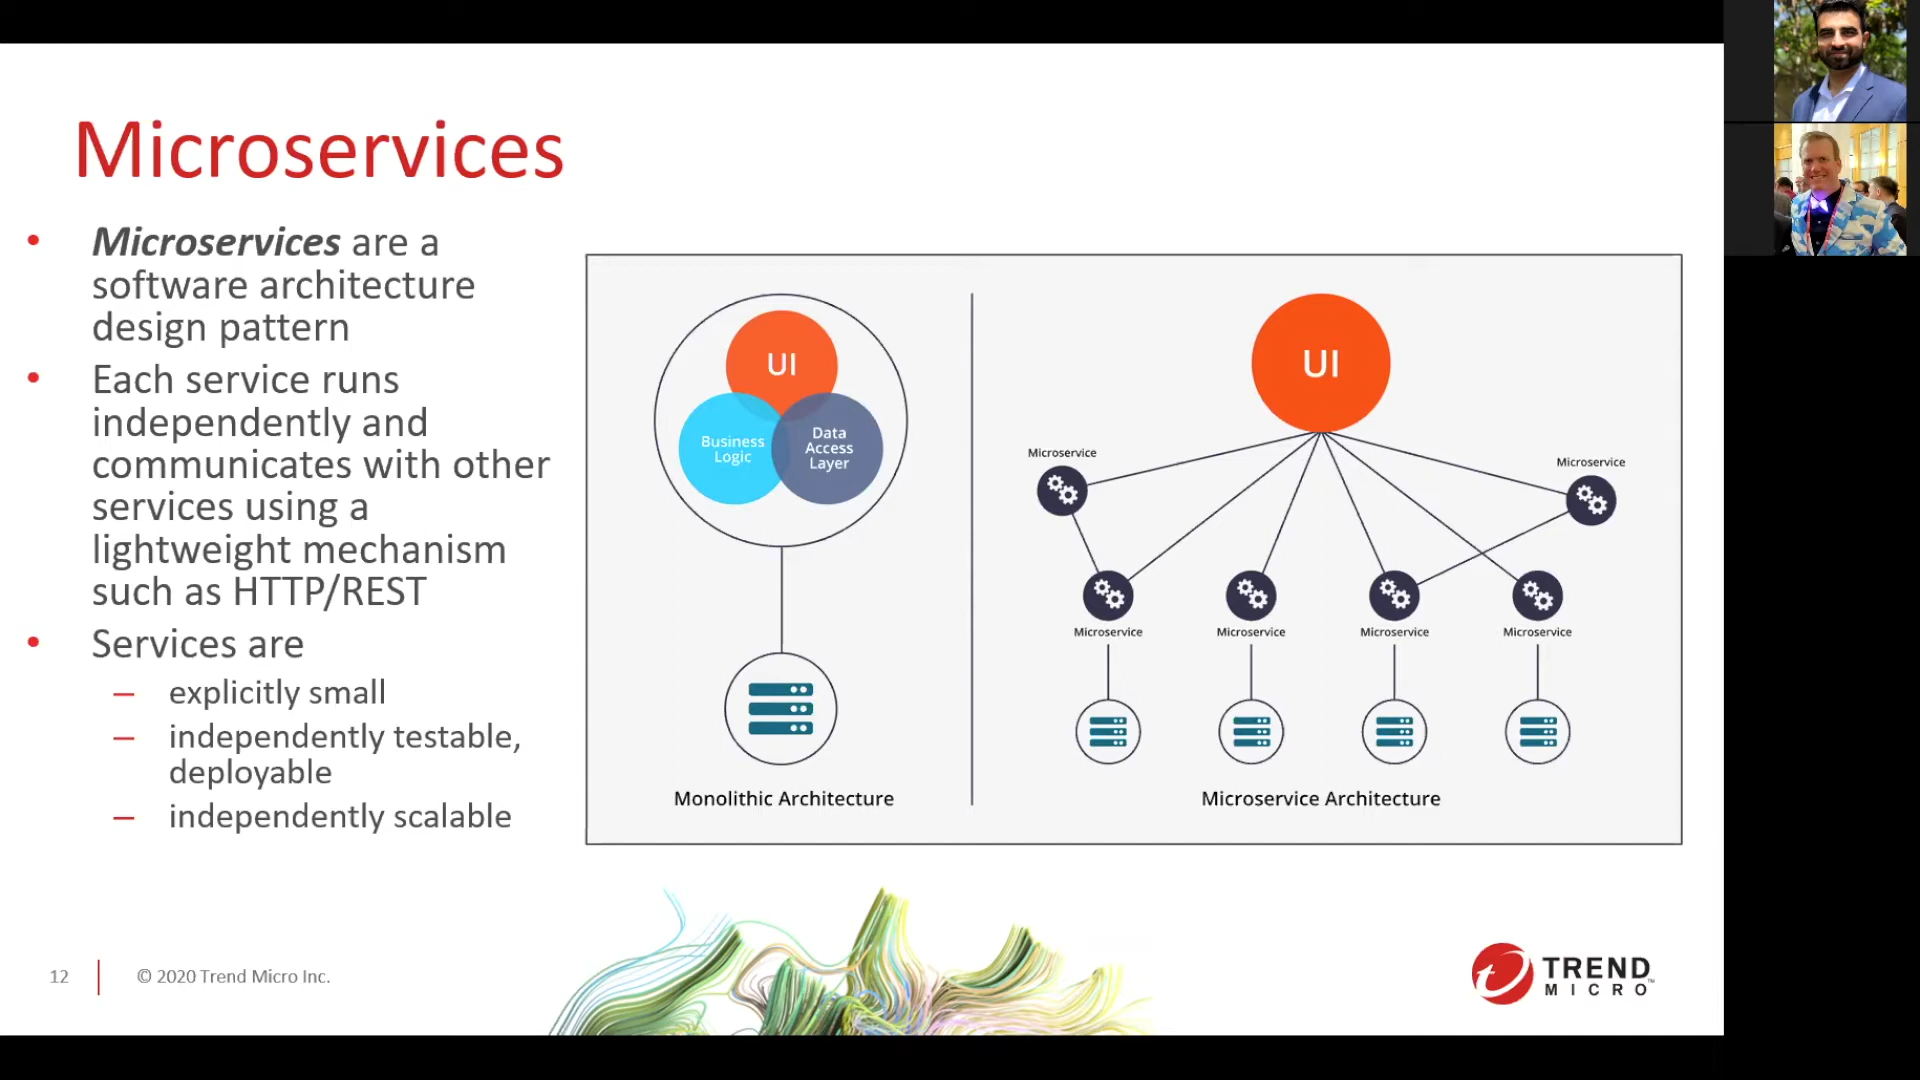 Microservices
• Microservices are a
software architecture
design pattern
• Each service runs
independently and
communicates with other
services using a
lightweight mechanism
such as HTTP/REST
• Services are
– explicitly small
– independently testable,
deployable
– independently scalable
UI
Business
Logic
Data
Access
Layer
Monolithic Architecture
UI
Microservice
Microservice
Microservice
Microservice
Microservice
Microservice
Microservice Architecture
12
© 2020 Trend Micro Inc.
TREND
MICRO™